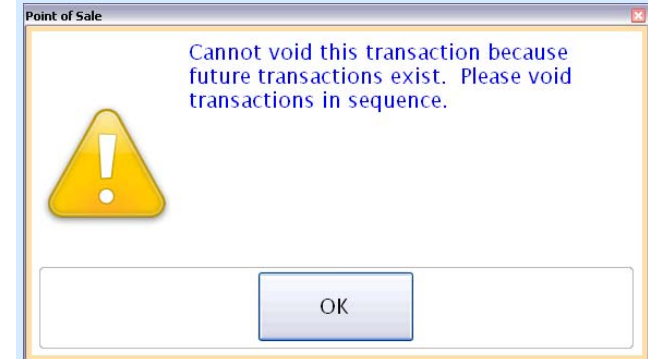 Point of Sale
Cannot void this transaction because
future transactions exist.  Please void
transactions in sequence.
OK